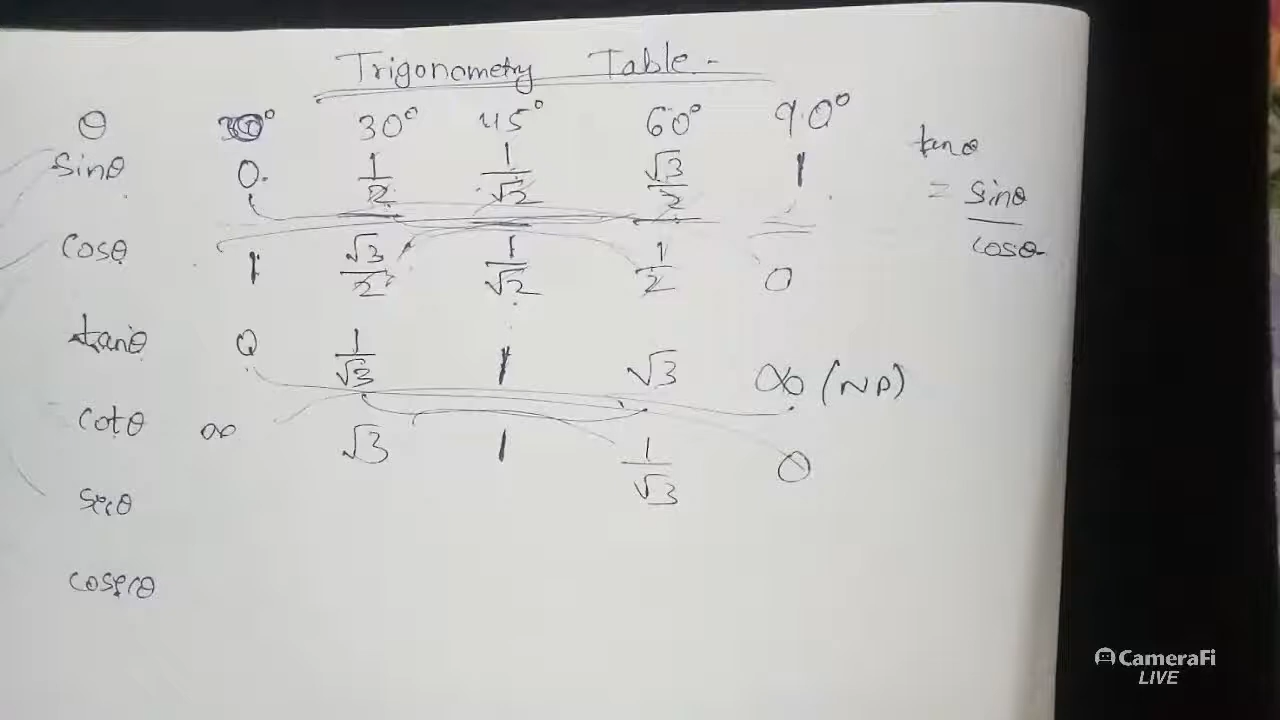 Trigonometry Table -
θ 30° 45° 60° 90°
sinθ 0 1/2 1/√2 √3/2 1
cosθ 1 √3/2 1/√2 1/2 0
tanθ 0 1/√3 1 √3 ∞ (ND)
cotθ ∞ √3 1 1/√3 0
secθ
cosecθ
tanθ
= sinθ/cosθ
CameraFi
LIVE